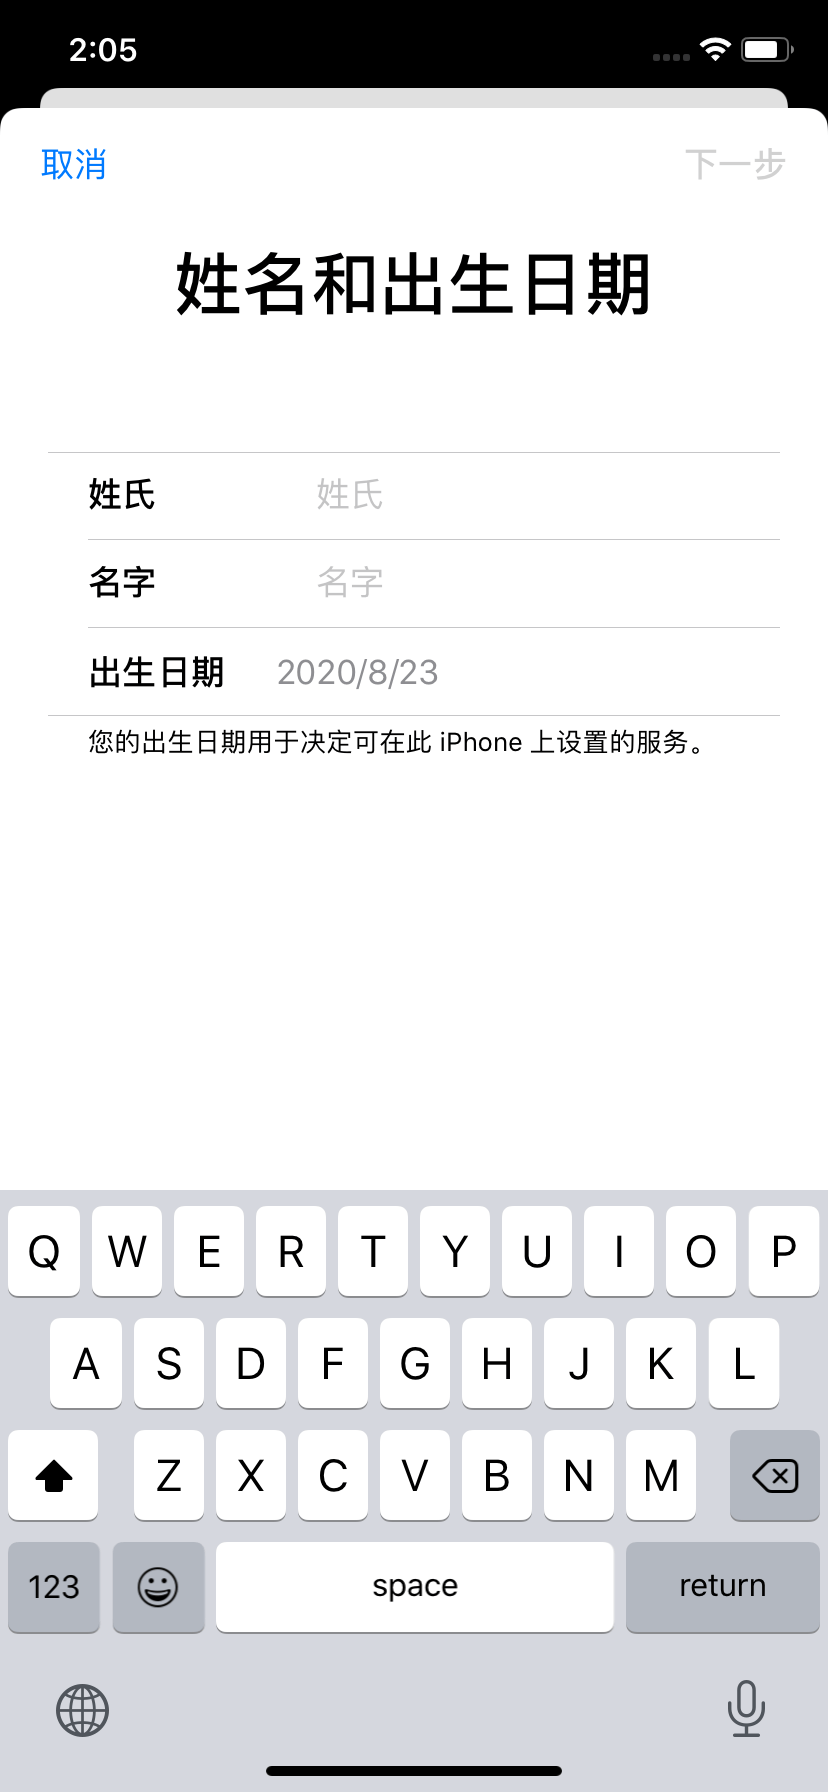 2:05
取消 下一步
姓名和出生日期
姓氏 姓氏
名字 名字
出生日期 2020/8/23
您的出生日期用于决定可在此 iPhone 上设置的服务。
Q W E R T Y U I O P
A S D F G H J K L
Z X C V B N M
123 space return